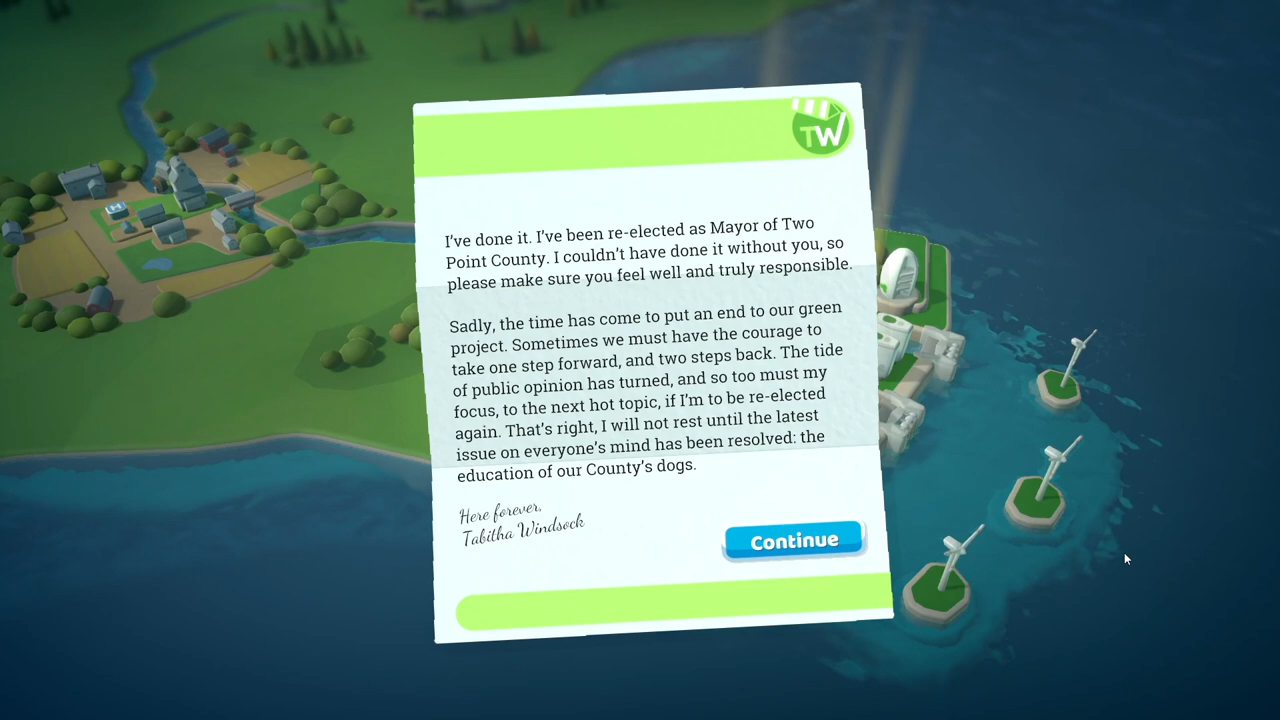 TW
I've done it. I've been re-elected as Mayor of Two
Point County. I couldn't have done it without you, so
please make sure you feel well and truly responsible.
Sadly, the time has come to put an end to our green
project. Sometimes we must have the courage to
take one step forward, and two steps back. The tide
of public opinion has turned, and so too must my
focus, to the next hot topic, if I'm to be re-elected
again. That's right, I will not rest until the latest
issue on everyone's mind has been resolved: the
education of our County's dogs.
Here forever,
Tabitha Windsock
Continue